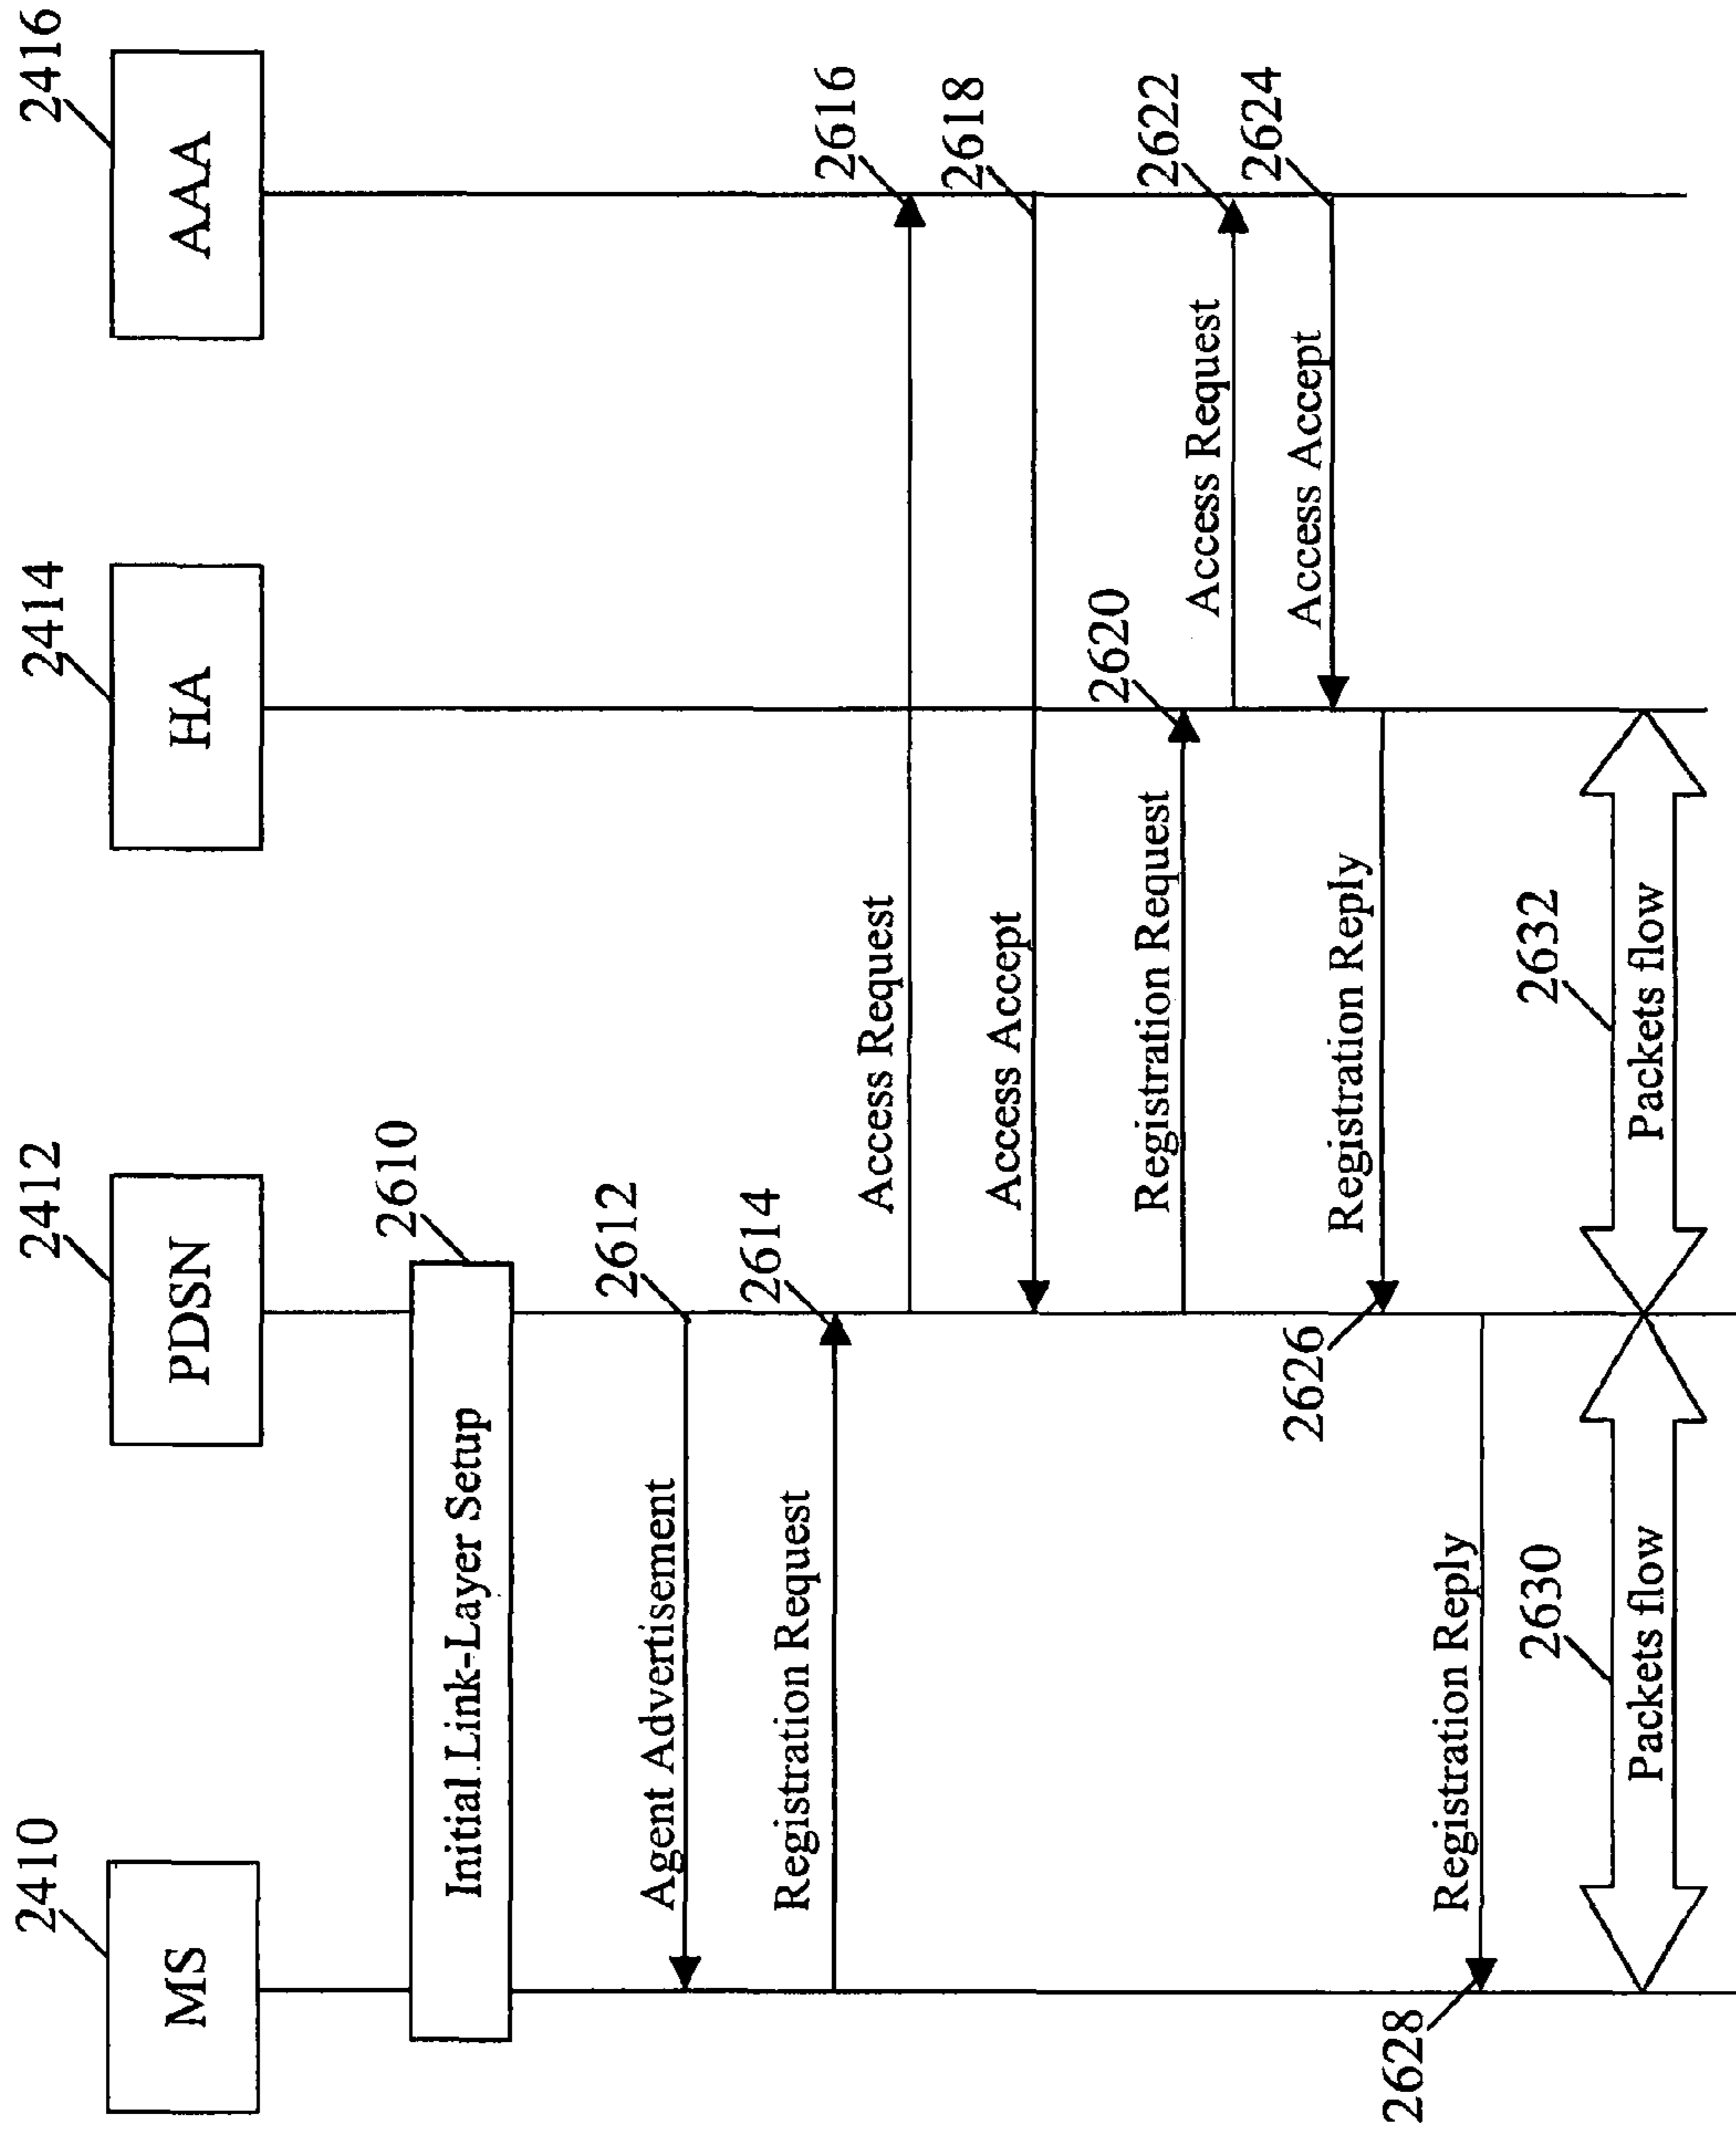 2410
2412
2414
2416
MS
PDSN
HA
AAA
2610
Initial Link-Layer Setup
2612
Agent Advertisement
2614
Registration Request
2616
Access Request
2618
Access Accept
2620
Registration Request
2622
Access Request
2624
Access Accept
2626
Registration Reply
2628
Registration Reply
2630
Packets flow
2632
Packets flow